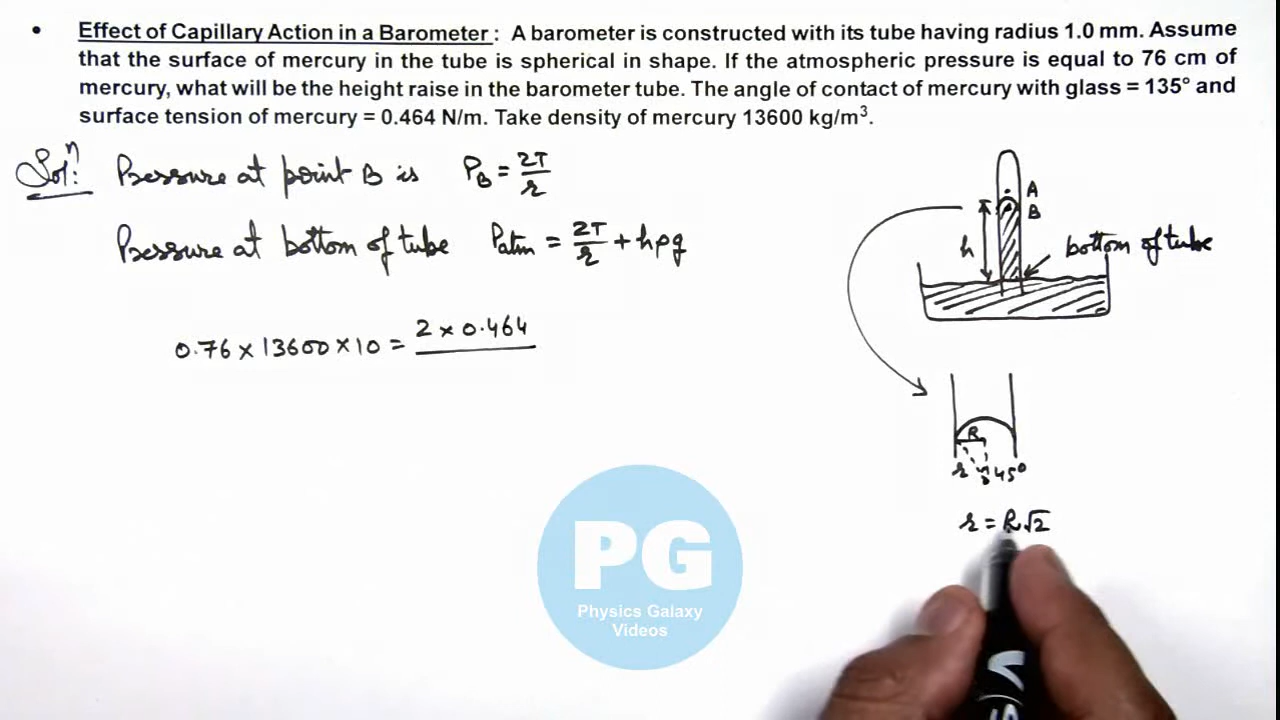 • Effect of Capillary Action in a Barometer : A barometer is constructed with its tube having radius 1.0 mm. Assume
that the surface of mercury in the tube is spherical in shape. If the atmospheric pressure is equal to 76 cm of
mercury, what will be the height raise in the barometer tube. The angle of contact of mercury with glass = 135° and
surface tension of mercury = 0.464 N/m. Take density of mercury 13600 kg/m³.
Solⁿ: Pressure at point B is P_B = 2T/r
Pressure at bottom of tube P_atm = 2T/r + hρg
0.76 × 13600 × 10 = 2 × 0.464
A
B
h
bottom of tube
R
r 45°
r = R√2
PG
Physics Galaxy
Videos